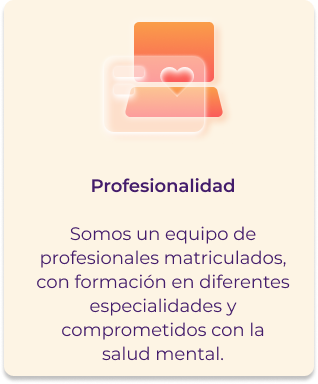 Profesionalidad
Somos un equipo de
profesionales matriculados,
con formación en diferentes
especialidades y
comprometidos con la
salud mental.